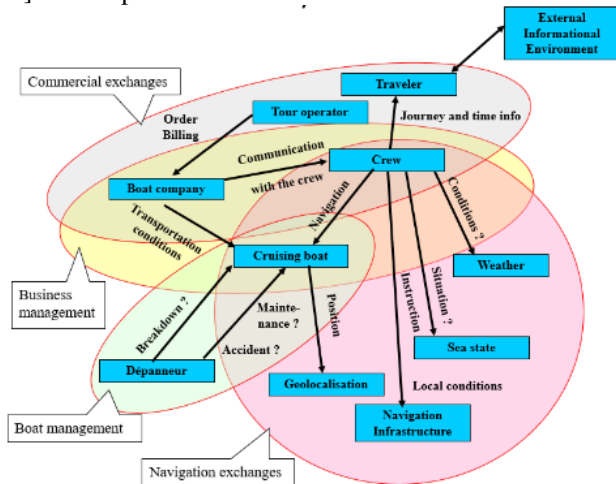 External
Informational
Environment
Commercial exchanges
Traveler
Tour operator
Order
Billing
Journey and time info
Communication
with the crew
Crew
Boat company
Navigation
Conditions ?
Transportation
conditions
Cruising boat
Weather
Business
management
Breakdown ?
Mainte-
nance ?
Accident ?
Position
Instruction
Situation ?
Sea state
Dépanneur
Geolocalisation
Local conditions
Navigation
Infrastructure
Boat management
Navigation exchanges